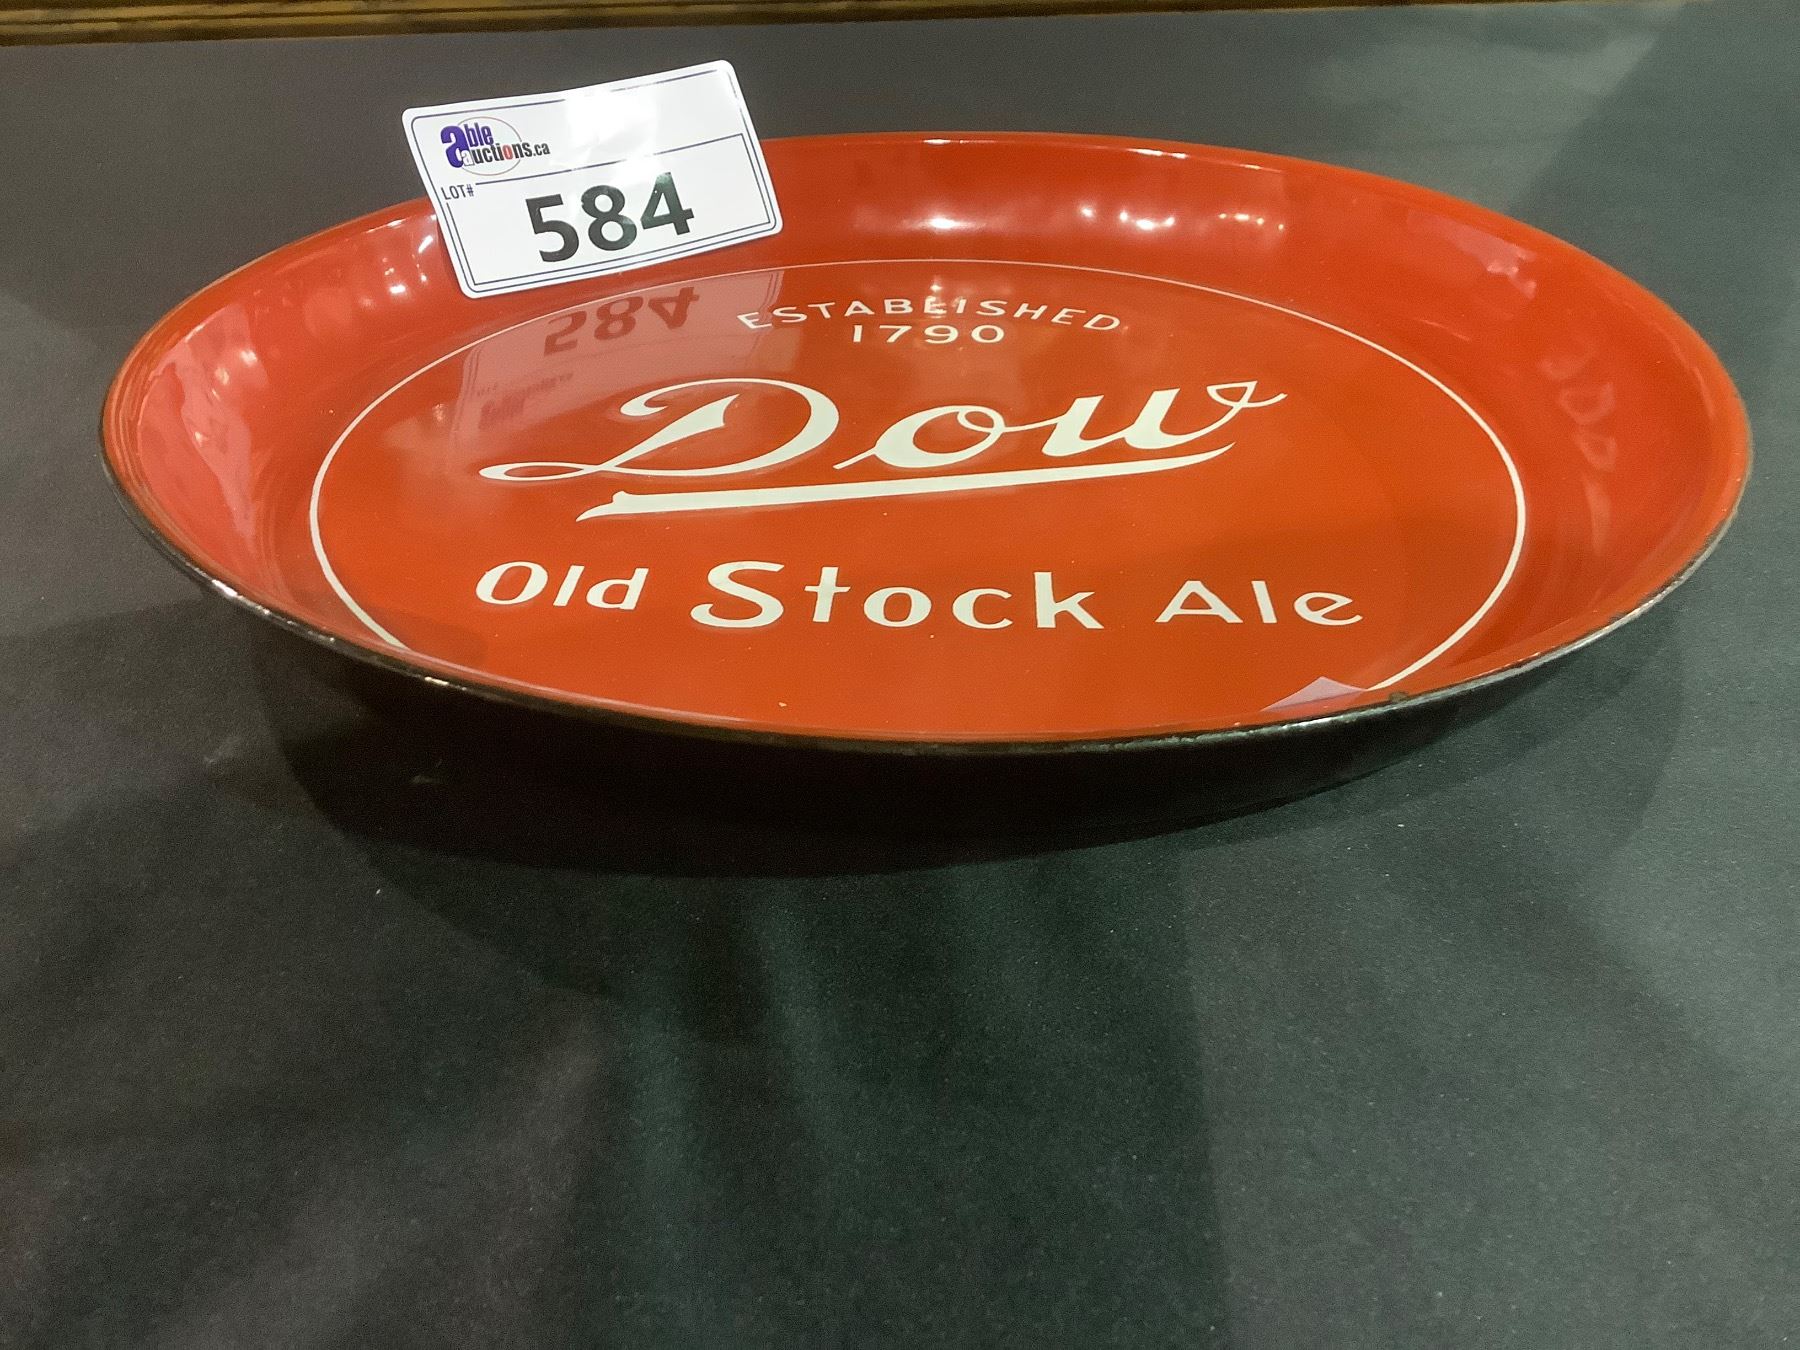 able
auctions.ca
LOT#
584
ESTABLISHED
1790
Dow
Old Stock Ale